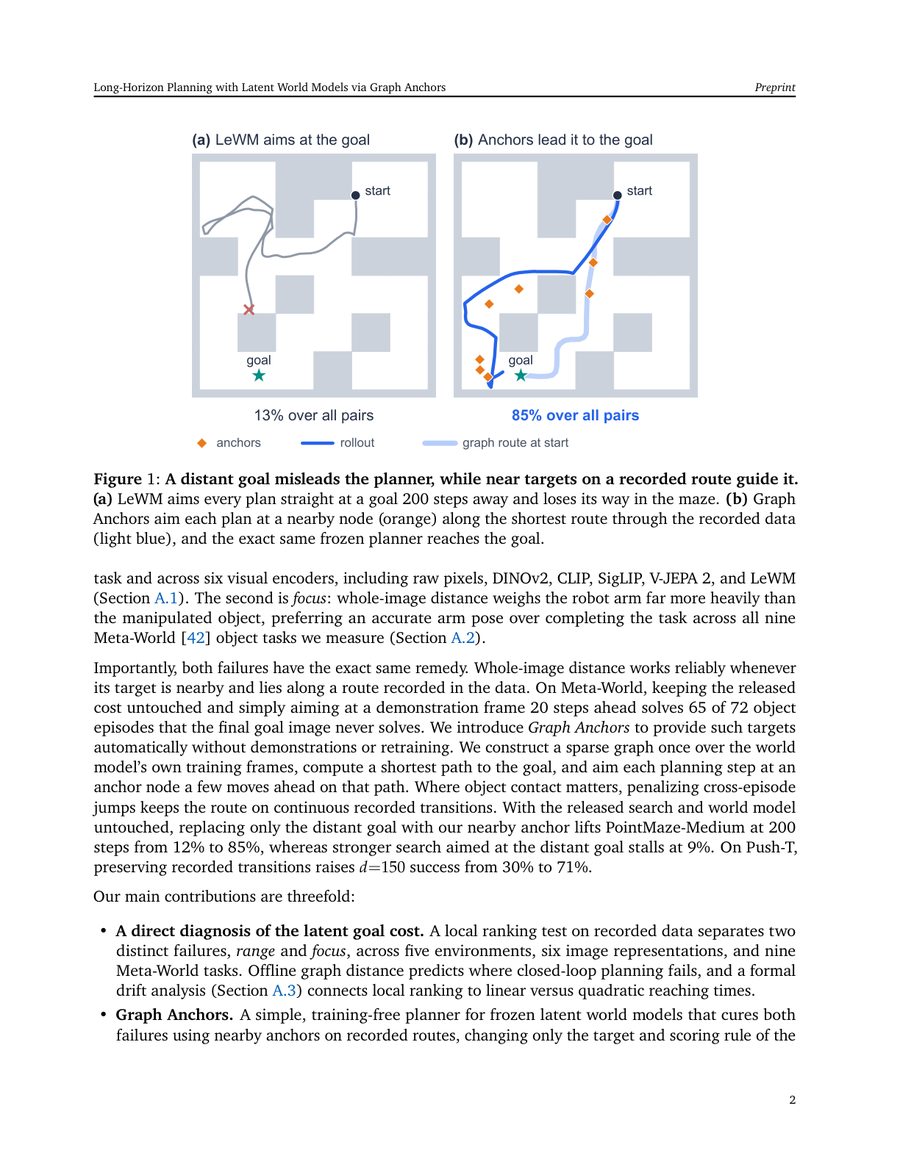 Long-Horizon Planning with Latent World Models via Graph Anchors Preprint
(a) LeWM aims at the goal (b) Anchors lead it to the goal
start start
goal goal
13% over all pairs 85% over all pairs
anchors rollout graph route at start
Figure 1: A distant goal misleads the planner, while near targets on a recorded route guide it.
(a) LeWM aims every plan straight at a goal 200 steps away and loses its way in the maze. (b) Graph
Anchors aim each plan at a nearby node (orange) along the shortest route through the recorded data
(light blue), and the exact same frozen planner reaches the goal.
task and across six visual encoders, including raw pixels, DINOv2, CLIP, SigLIP, V-JEPA 2, and LeWM
(Section A.1). The second is focus: whole-image distance weighs the robot arm far more heavily than
the manipulated object, preferring an accurate arm pose over completing the task across all nine
Meta-World [42] object tasks we measure (Section A.2).
Importantly, both failures have the exact same remedy. Whole-image distance works reliably whenever
its target is nearby and lies along a route recorded in the data. On Meta-World, keeping the released
cost untouched and simply aiming at a demonstration frame 20 steps ahead solves 65 of 72 object
episodes that the final goal image never solves. We introduce Graph Anchors to provide such targets
automatically without demonstrations or retraining. We construct a sparse graph once over the world
model's own training frames, compute a shortest path to the goal, and aim each planning step at an
anchor node a few moves ahead on that path. Where object contact matters, penalizing cross-episode
jumps keeps the route on continuous recorded transitions. With the released search and world model
untouched, replacing only the distant goal with our nearby anchor lifts PointMaze-Medium at 200
steps from 12% to 85%, whereas stronger search aimed at the distant goal stalls at 9%. On Push-T,
preserving recorded transitions raises d=150 success from 30% to 71%.
Our main contributions are threefold:
• A direct diagnosis of the latent goal cost. A local ranking test on recorded data separates two
distinct failures, range and focus, across five environments, six image representations, and nine
Meta-World tasks. Offline graph distance predicts where closed-loop planning fails, and a formal
drift analysis (Section A.3) connects local ranking to linear versus quadratic reaching times.
• Graph Anchors. A simple, training-free planner for frozen latent world models that cures both
failures using nearby anchors on recorded routes, changing only the target and scoring rule of the
2